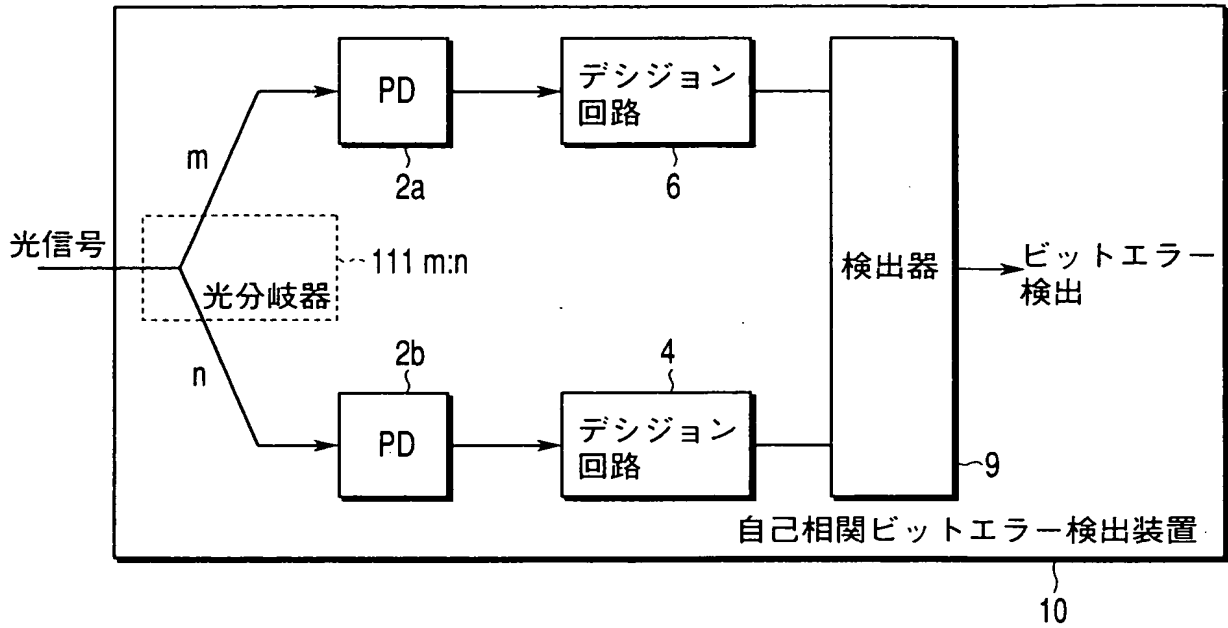 PD
デシジョン
回路
m
2a
6
光信号
111 m:n
光分岐器
検出器
ビットエラー
検出
n
2b
4
PD
デシジョン
回路
9
自己相関ビットエラー検出装置
10